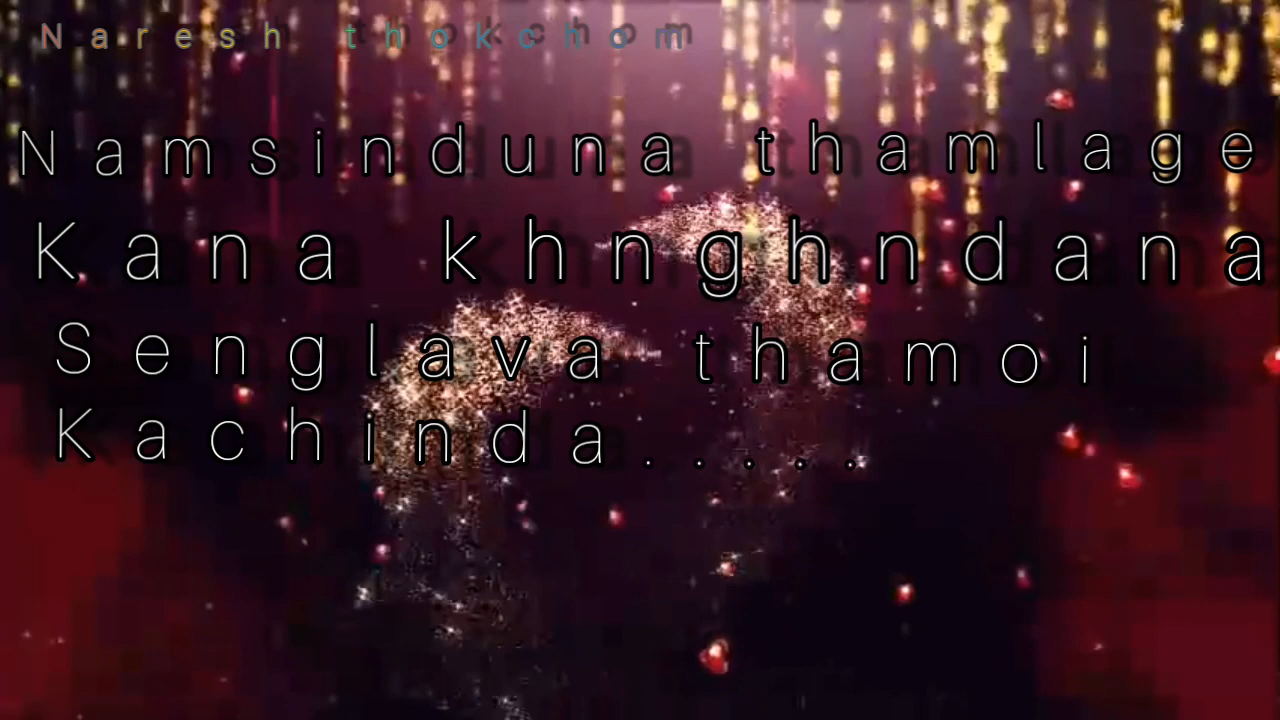 Naresh thokchom
Namsinduna thamlage
Kana khnghndana
Senglava thamoi
Kachinda.....